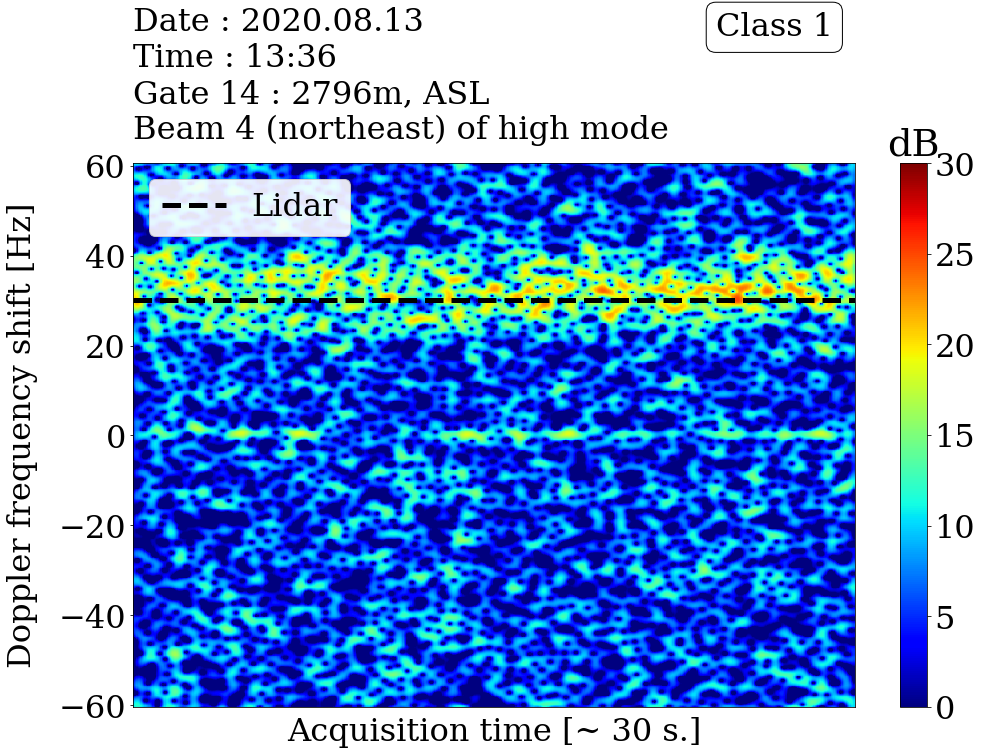 Date : 2020.08.13
Time : 13:36
Gate 14 : 2796m, ASL
Beam 4 (northeast) of high mode
Class 1
dB
Lidar
Doppler frequency shift [Hz]
60
40
20
0
−20
−40
−60
30
25
20
15
10
5
0
Acquisition time [~ 30 s.]